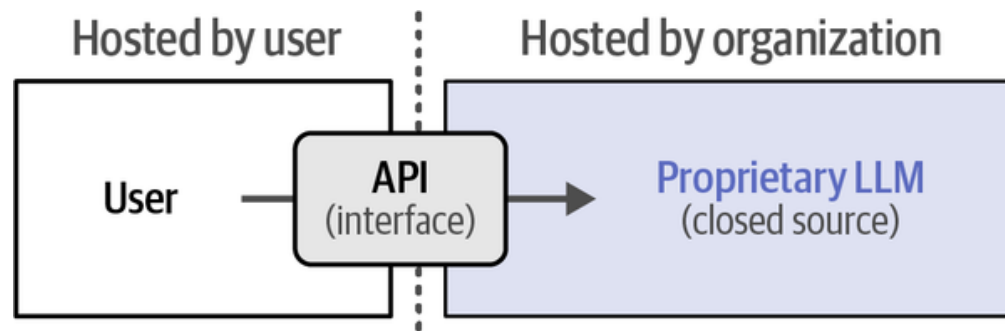 Hosted by user
Hosted by organization
User
API
(interface)
Proprietary LLM
(closed source)